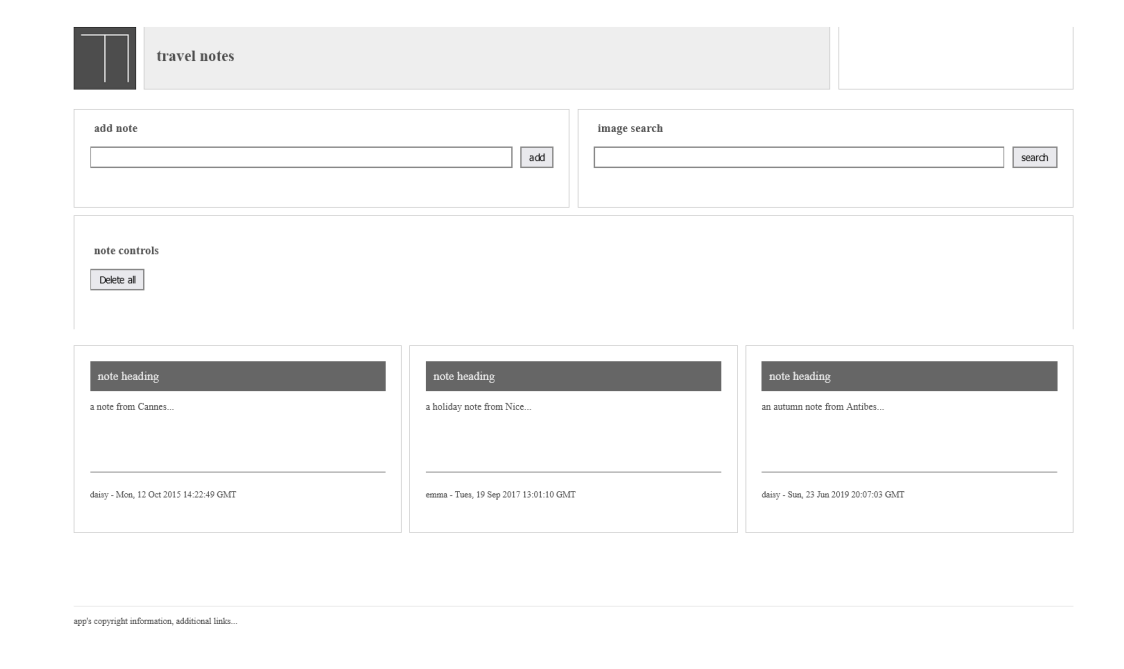 travel notes
add note
add
image search
search
note controls
Delete all
note heading
a note from Cannes...
daisy - Mon, 12 Oct 2015 14:22:49 GMT
note heading
a holiday note from Nice...
emma - Tues, 19 Sep 2017 13:01:10 GMT
note heading
an autumn note from Antibes...
daisy - Sun, 23 Jun 2019 20:07:03 GMT
app's copyright information, additional links...